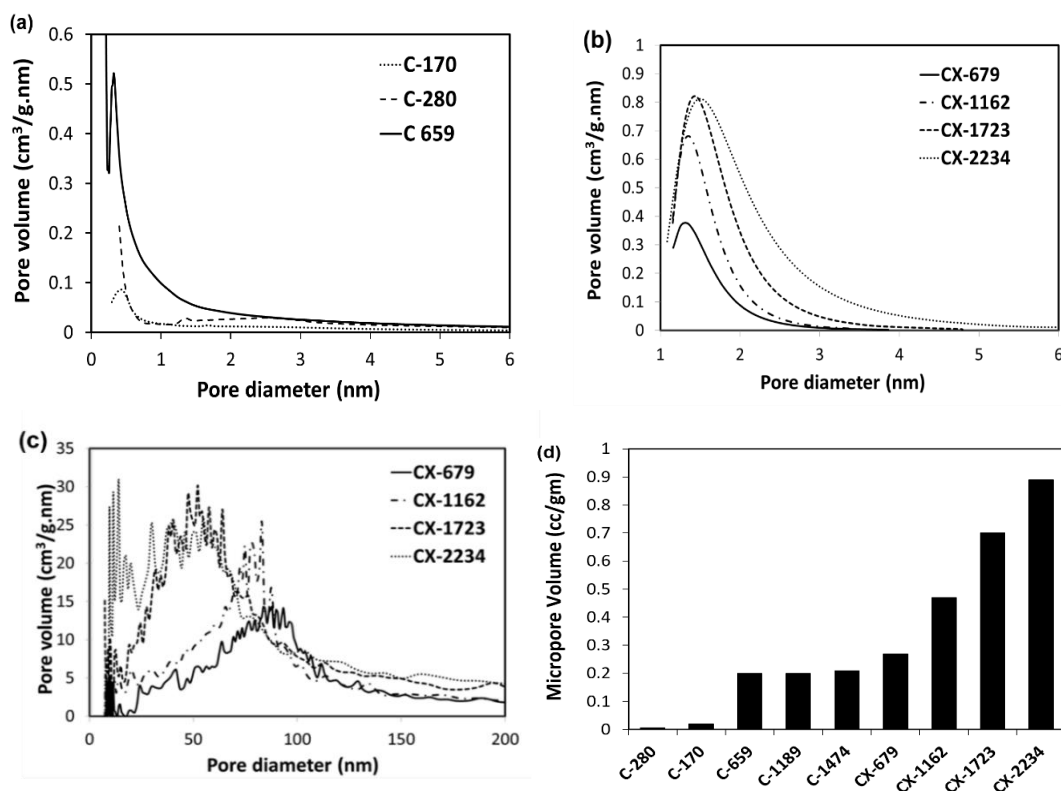 (a)
Pore volume (cm³/g.nm)
0.6
0.5
0.4
0.3
0.2
0.1
0
C-170
C-280
C 659
0 1 2 3 4 5 6
Pore diameter (nm)
(b)
Pore volume (cm³/g.nm)
1
0.9
0.8
0.7
0.6
0.5
0.4
0.3
0.2
0.1
0
CX-679
CX-1162
CX-1723
CX-2234
1 2 3 4 5 6
Pore diameter (nm)
(c)
Pore volume (cm³/g.nm)
35
30
25
20
15
10
5
0
CX-679
CX-1162
CX-1723
CX-2234
0 50 100 150 200
Pore diameter (nm)
(d)
Micropore Volume (cc/gm)
1
0.9
0.8
0.7
0.6
0.5
0.4
0.3
0.2
0.1
0
C-280 C-170 C-659 C-1189 C-1474 CX-679 CX-1162 CX-1723 CX-2234